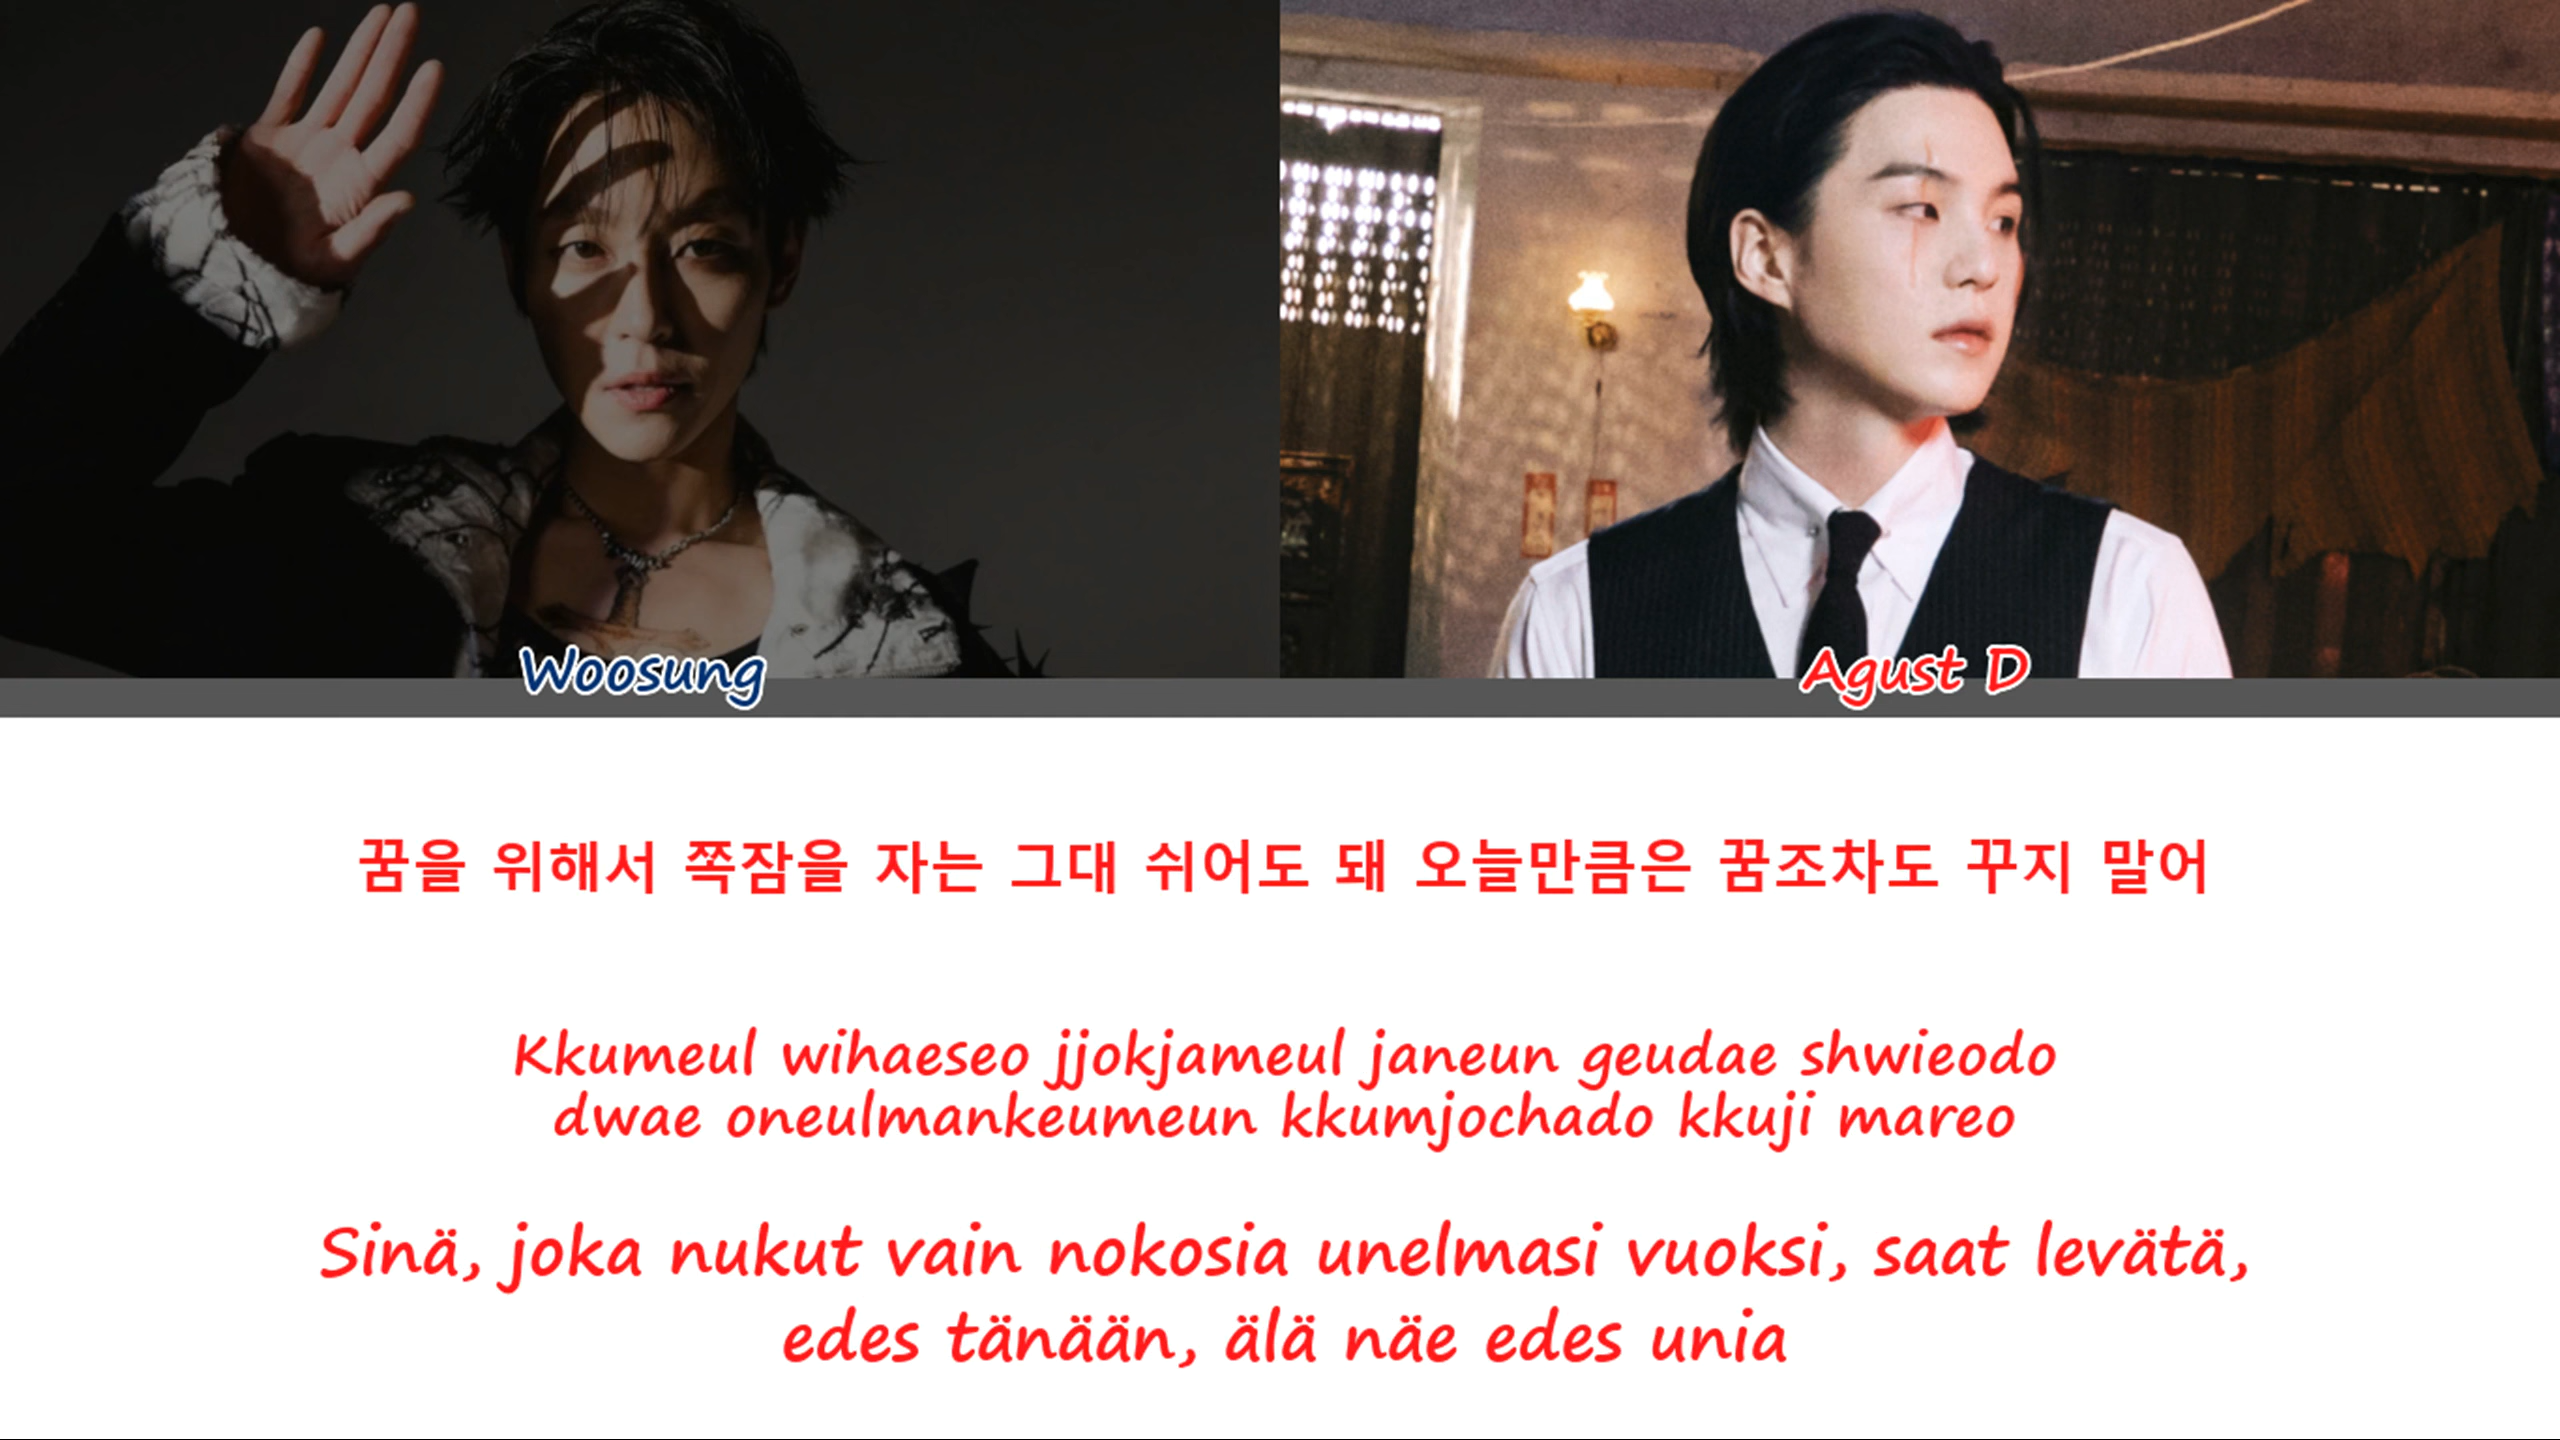 Woosung
Agust D
꿈을 위해서 쪽잠을 자는 그대 쉬어도 돼 오늘만큼은 꿈조차도 꾸지 말어
Kkumeul wihaeseo jjokjameul janeun geudae shwieodo
dwae oneulmankeumeun kkumjochado kkuji mareo
Sinä, joka nukut vain nokosia unelmasi vuoksi, saat levätä,
edes tänään, älä näe edes unia